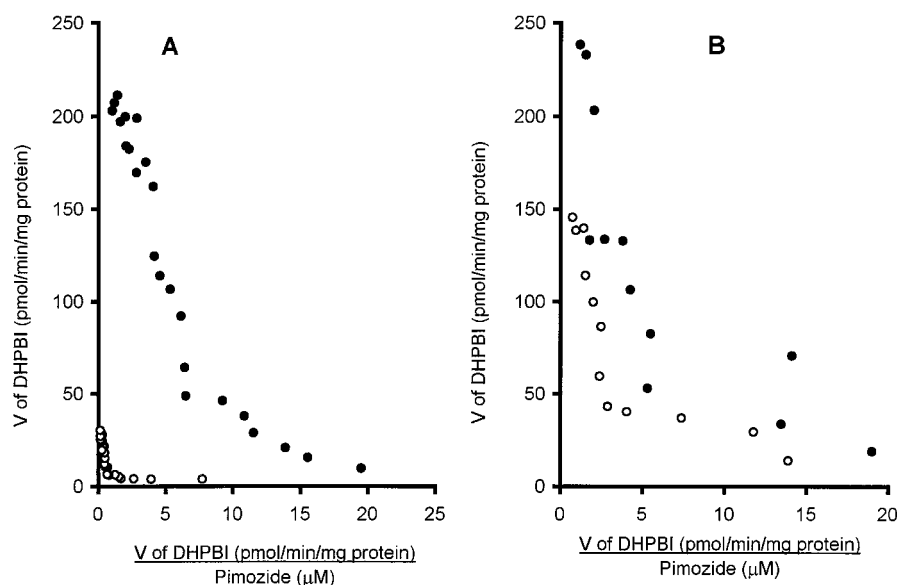 A
V of DHPBI (pmol/min/mg protein)
250
200
150
100
50
0
0 5 10 15 20 25
V of DHPBI (pmol/min/mg protein)
Pimozide (µM)
B
V of DHPBI (pmol/min/mg protein)
250
200
150
100
50
0
0 5 10 15 20
V of DHPBI (pmol/min/mg protein)
Pimozide (µM)